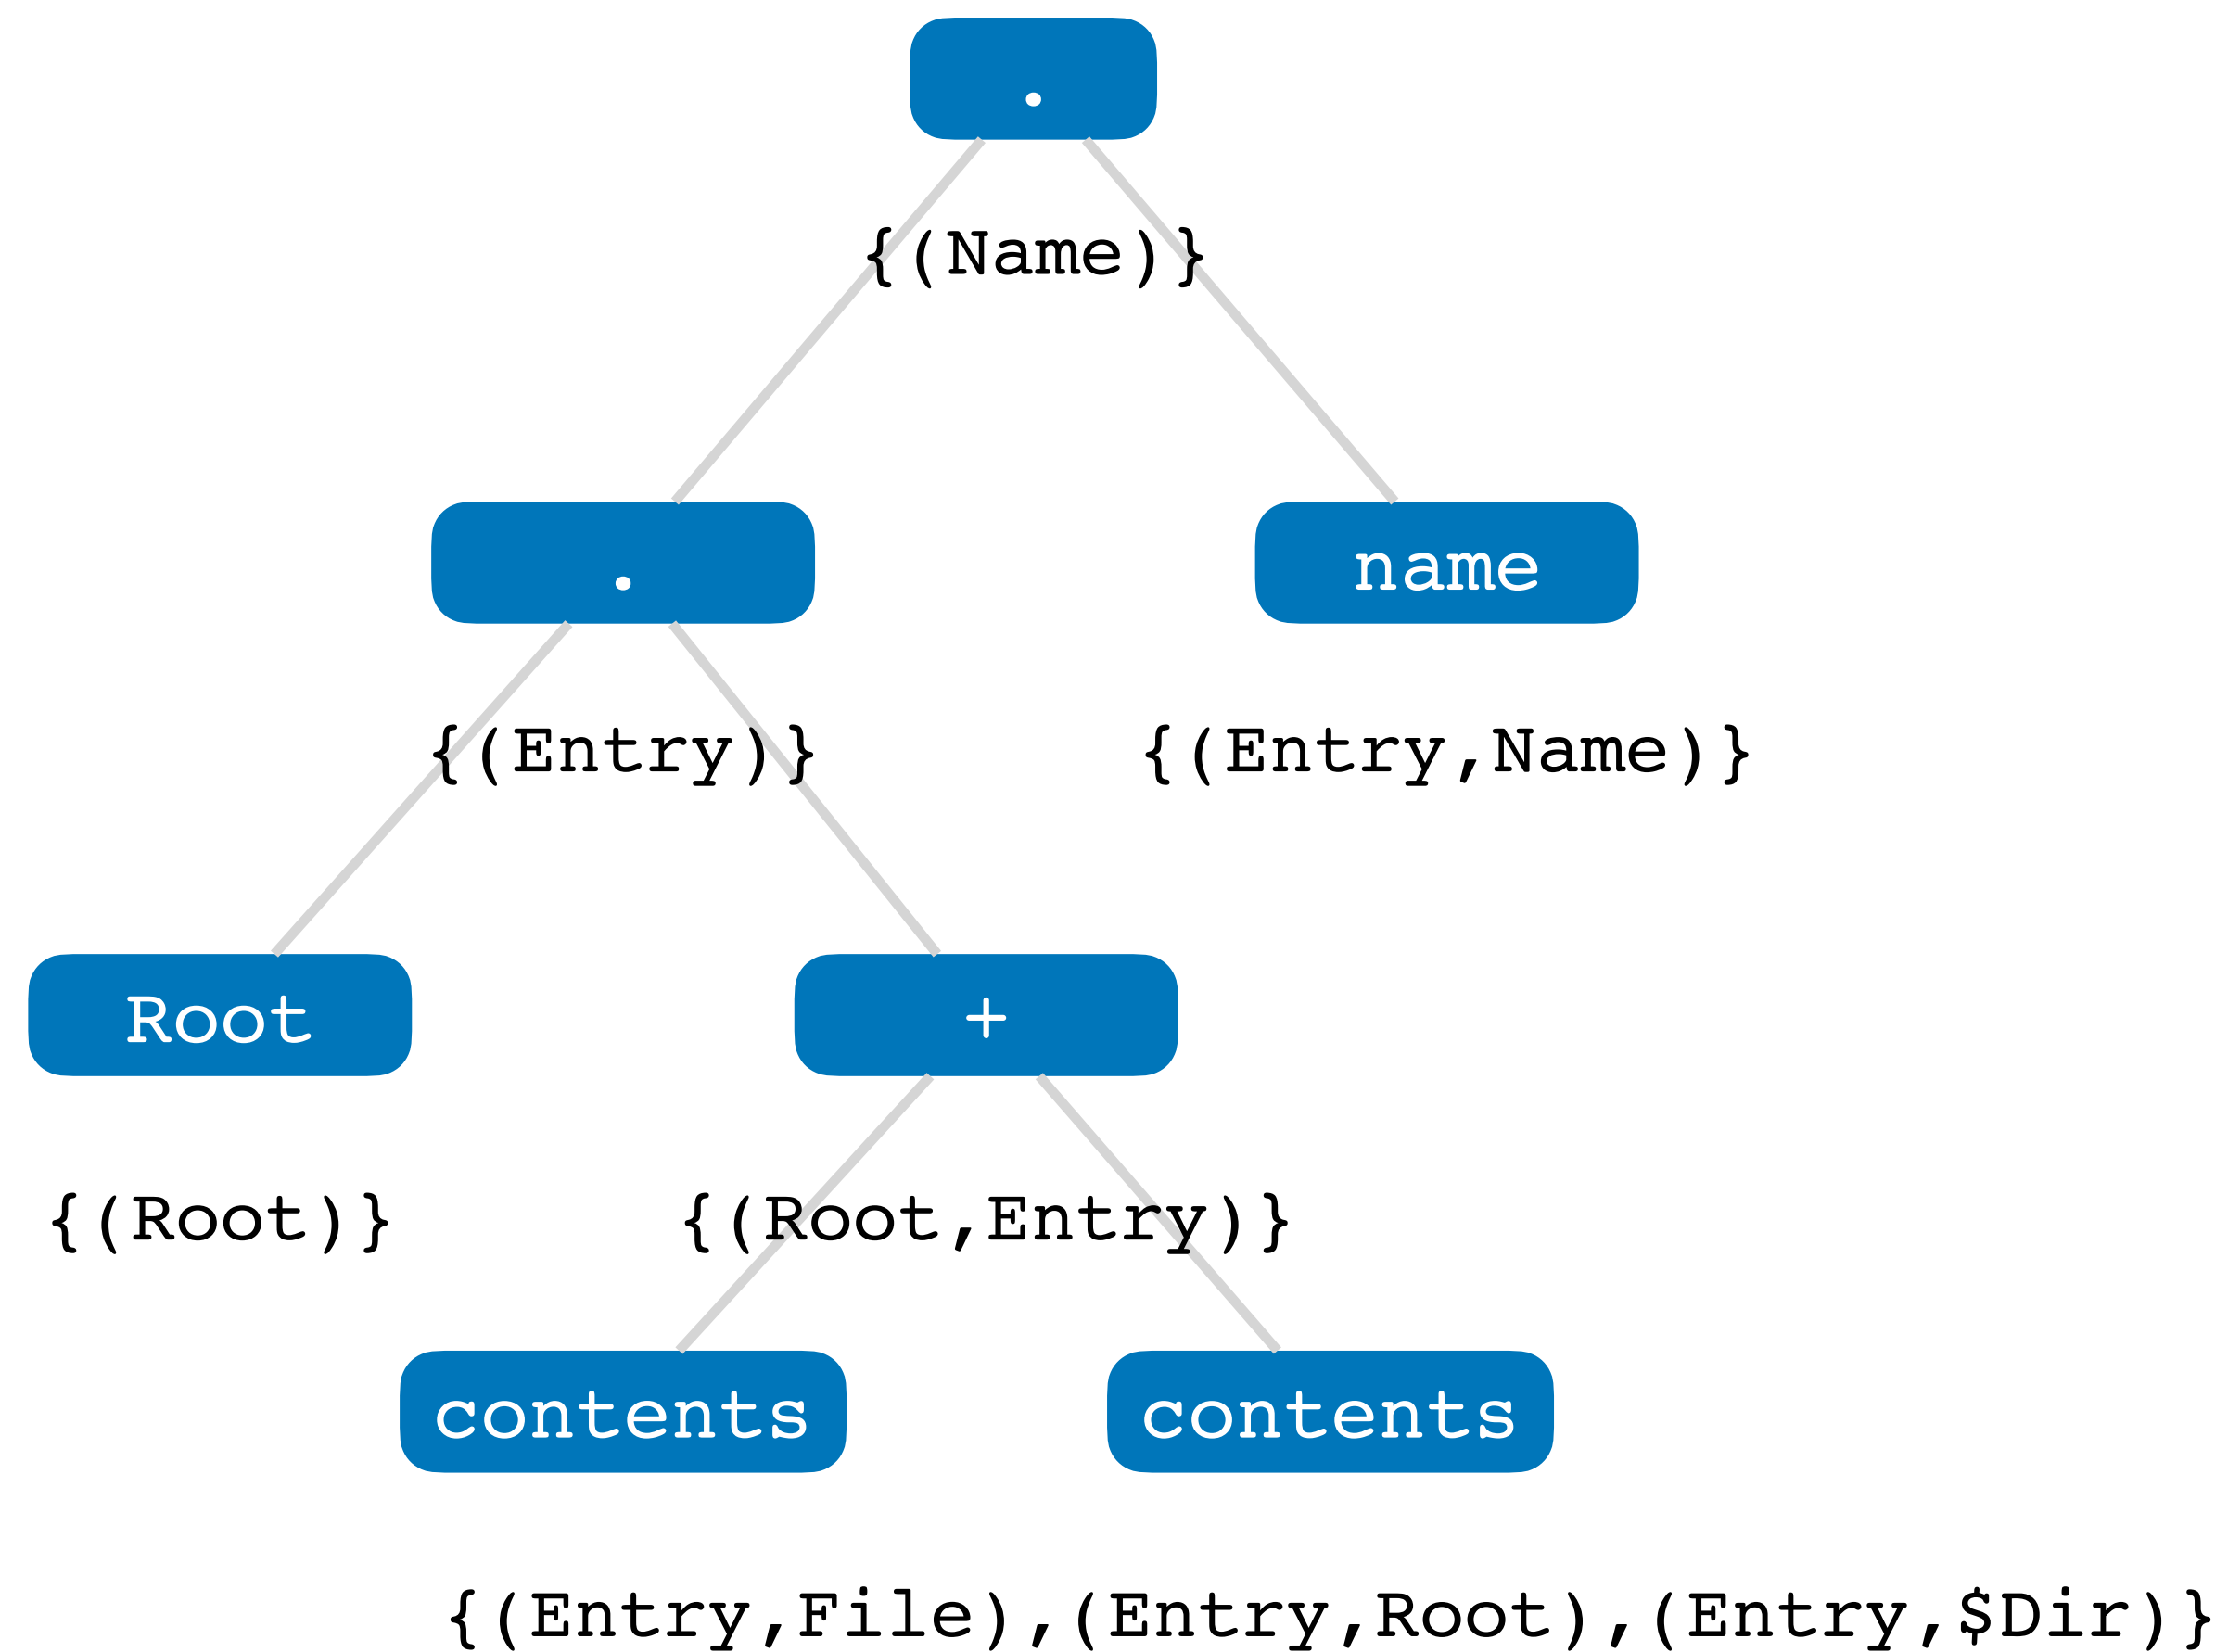 .
{(Name)}
. name
{(Entry)} {(Entry,Name)}
Root +
{(Root)} {(Root,Entry)}
contents contents
{(Entry,File),(Entry,Root),(Entry,$Dir)